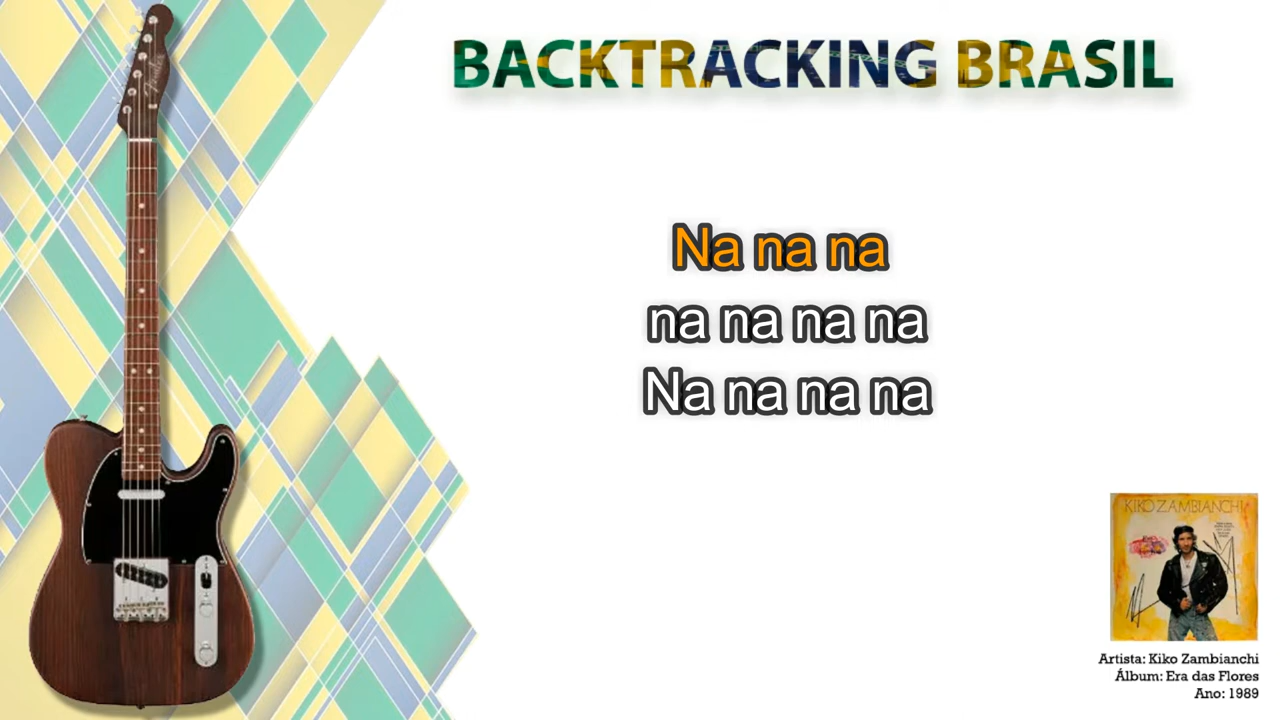 BACKTRACKING BRASIL
Na na na
na na na na
Na na na na
Fender
KIKO ZAMBIANCHI
Artista: Kiko Zambianchi
Álbum: Era das Flores
Ano: 1989